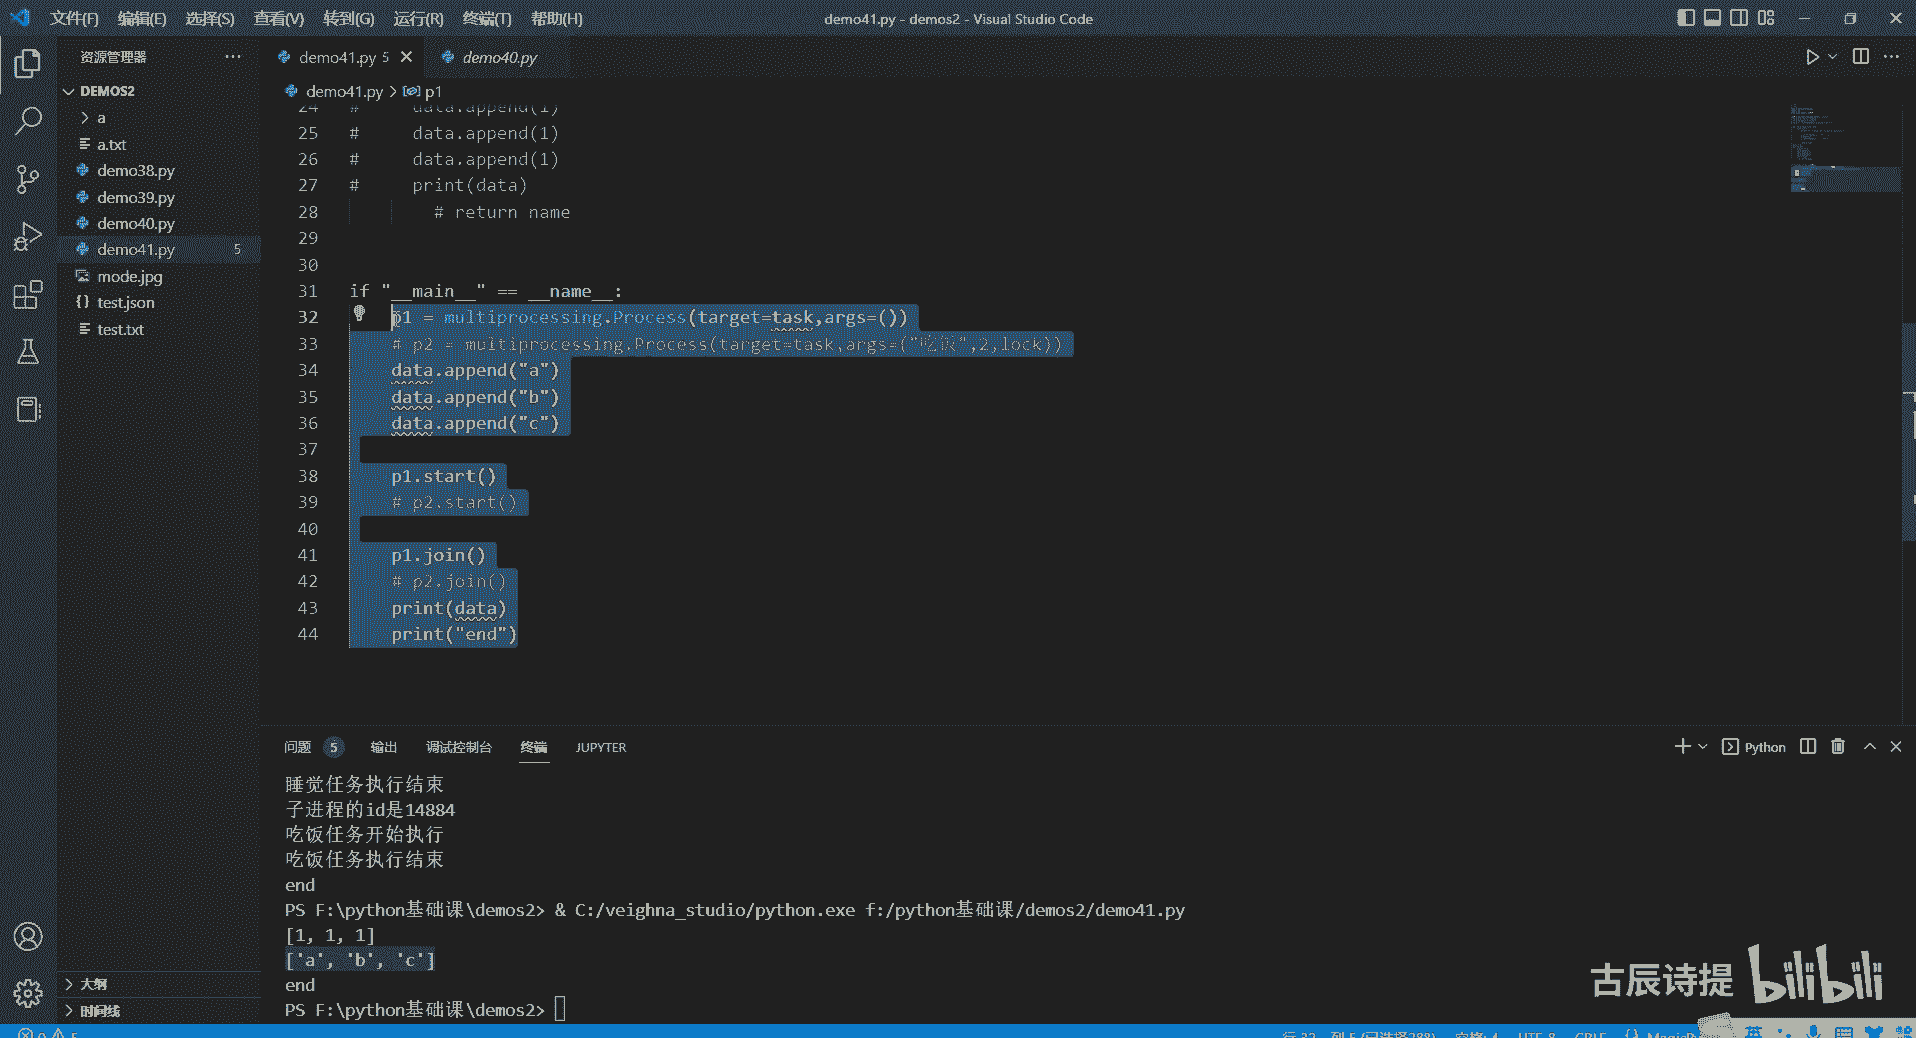 文件(F) 编辑(E) 选择(S) 查看(V) 转到(G) 运行(R) 终端(T) 帮助(H) demo41.py - demos2 - Visual Studio Code
资源管理器 ··· demo41.py 5 demo40.py
DEMOS2
a
a.txt
demo38.py
demo39.py
demo40.py
demo41.py 5
mode.jpg
{} test.json
test.txt
demo41.py > p1
24 # data.append(1)
25 # data.append(1)
26 # data.append(1)
27 # print(data)
28 # return name
29
30
31 if "__main__" == __name__:
32 p1 = multiprocessing.Process(target=task,args=())
33 # p2 = multiprocessing.Process(target=task,args=("吃饭",2,lock))
34 data.append("a")
35 data.append("b")
36 data.append("c")
37
38 p1.start()
39 # p2.start()
40
41 p1.join()
42 # p2.join()
43 print(data)
44 print("end")
问题 5 输出 调试控制台 终端 JUPYTER Python
睡觉任务执行结束
子进程的id是14884
吃饭任务开始执行
吃饭任务执行结束
end
PS F:\python基础课\demos2> & C:/veighna_studio/python.exe f:/python基础课/demos2/demo41.py
[1, 1, 1]
['a', 'b', 'c']
end
PS F:\python基础课\demos2>
大纲
时间线
古辰诗提 bilibili
英